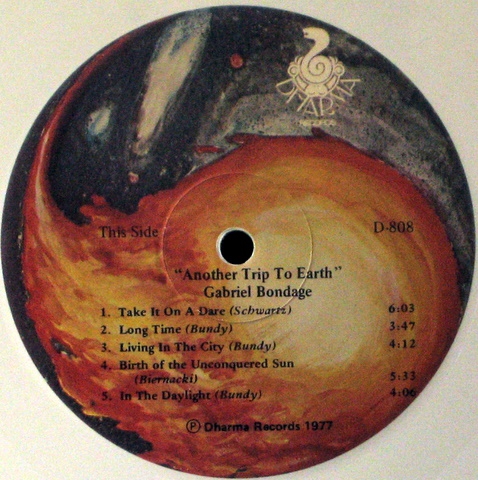 DHARMA
RECORDS
This Side D-808
"Another Trip To Earth"
Gabriel Bondage
1. Take It On A Dare (Schwartz) 6:03
2. Long Time (Bundy) 3:47
3. Living In The City (Bundy) 4:12
4. Birth of the Unconquered Sun
(Biernacki) 5:33
5. In The Daylight (Bundy) 4:06
Ⓟ Dharma Records 1977